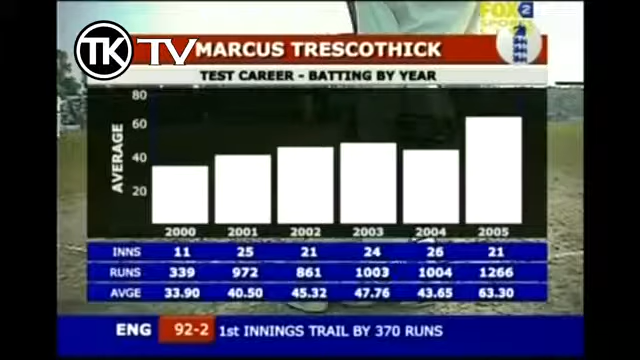 FOX 2
SPORTS
TK TV
MARCUS TRESCOTHICK
TEST CAREER - BATTING BY YEAR
AVERAGE
80
60
40
20
2000 2001 2002 2003 2004 2005
INNS 11 25 21 24 26 21
RUNS 339 972 861 1003 1004 1266
AVGE 33.90 40.50 45.32 47.76 43.65 63.30
ENG 92-2 1st INNINGS TRAIL BY 370 RUNS